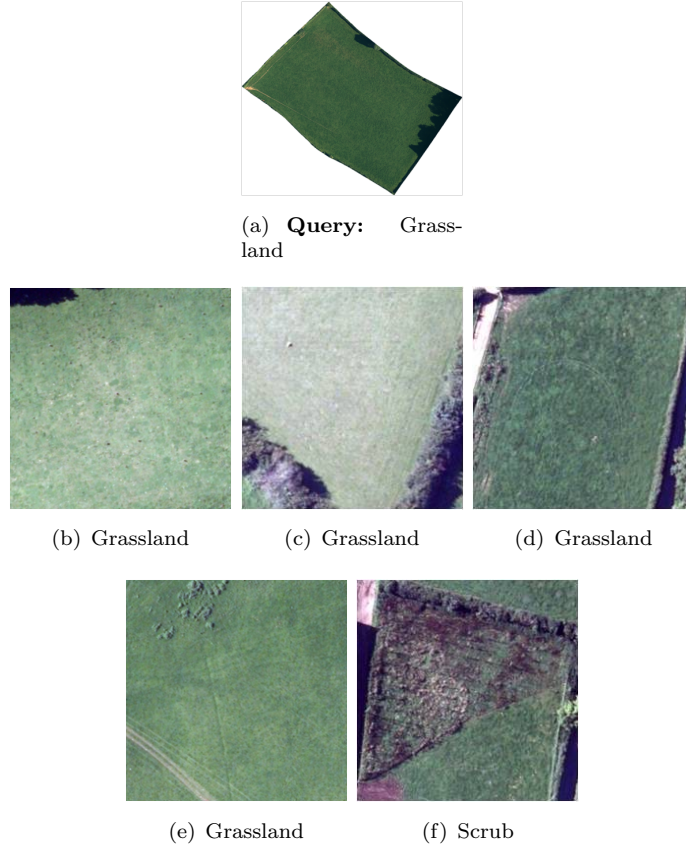 (a) Query: Grass-
land
(b) Grassland
(c) Grassland
(d) Grassland
(e) Grassland
(f) Scrub